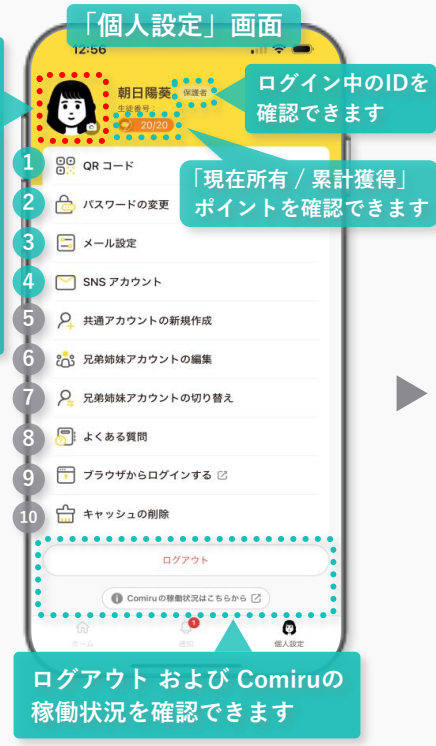 「個人設定」画面
12:56
朝日陽葵 保護者
生徒番号：
20/20
ログイン中のIDを
確認できます
「現在所有 / 累計獲得」
ポイントを確認できます
1 QR コード
2 パスワードの変更
3 メール設定
4 SNS アカウント
5 共通アカウントの新規作成
6 兄弟姉妹アカウントの編集
7 兄弟姉妹アカウントの切り替え
8 よくある質問
9 ブラウザからログインする
10 キャッシュの削除
ログアウト
Comiruの稼働状況はこちらから
1
ホーム 通知 個人設定
ログアウト および Comiruの
稼働状況を確認できます